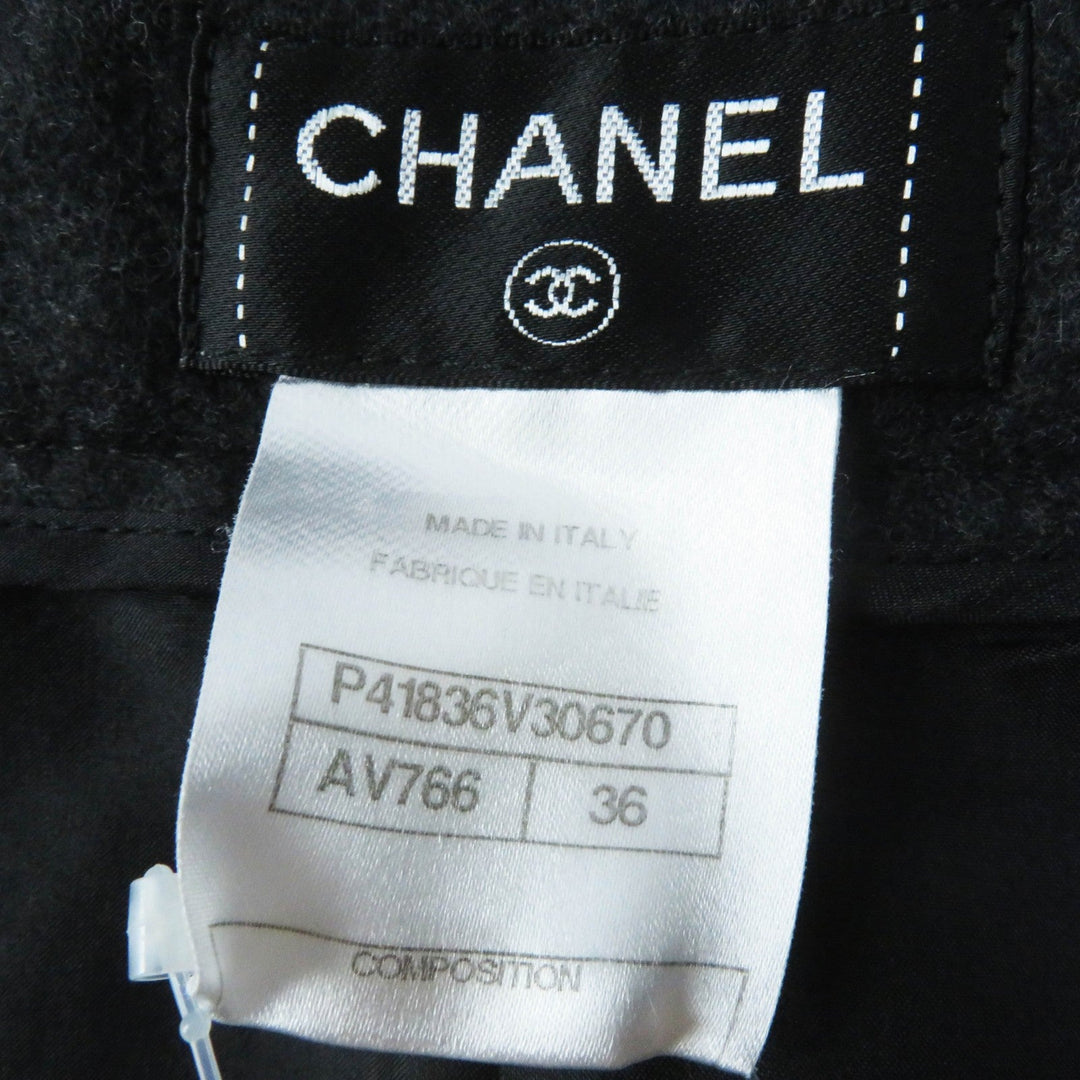 CHANEL
MADE IN ITALY
FABRIQUE EN ITALIE
P41836V30670
AV766 36
COMPOSITION